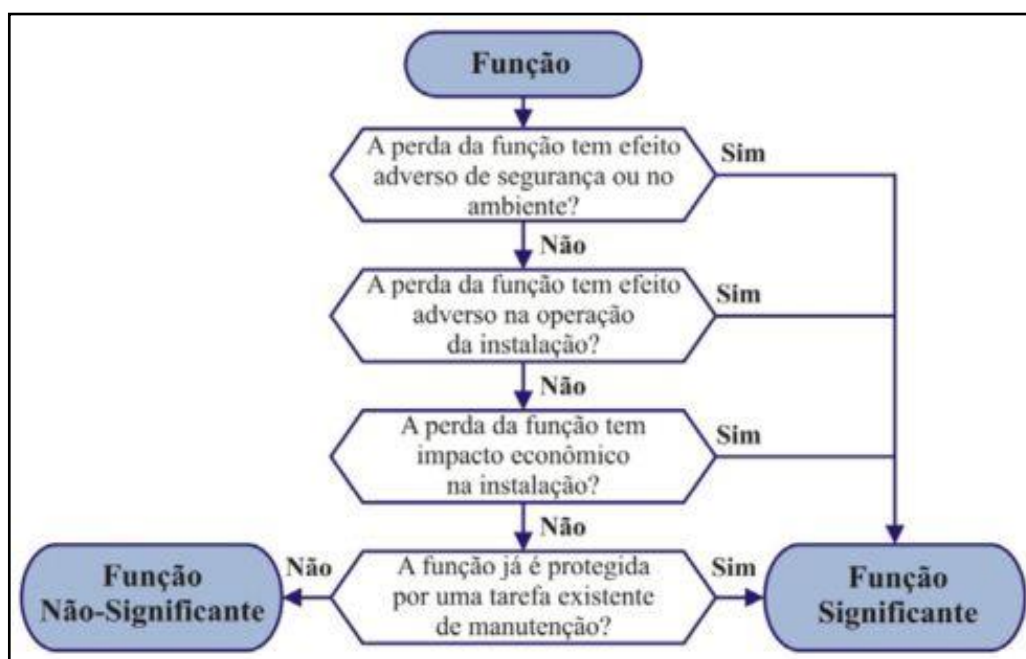 Função
A perda da função tem efeito
adverso de segurança ou no
ambiente?
Sim
Não
A perda da função tem efeito
adverso na operação
da instalação?
Sim
Não
A perda da função tem
impacto econômico
na instalação?
Sim
Não
Função
Não-Significante
Não
A função já é protegida
por uma tarefa existente
de manutenção?
Sim
Função
Significante